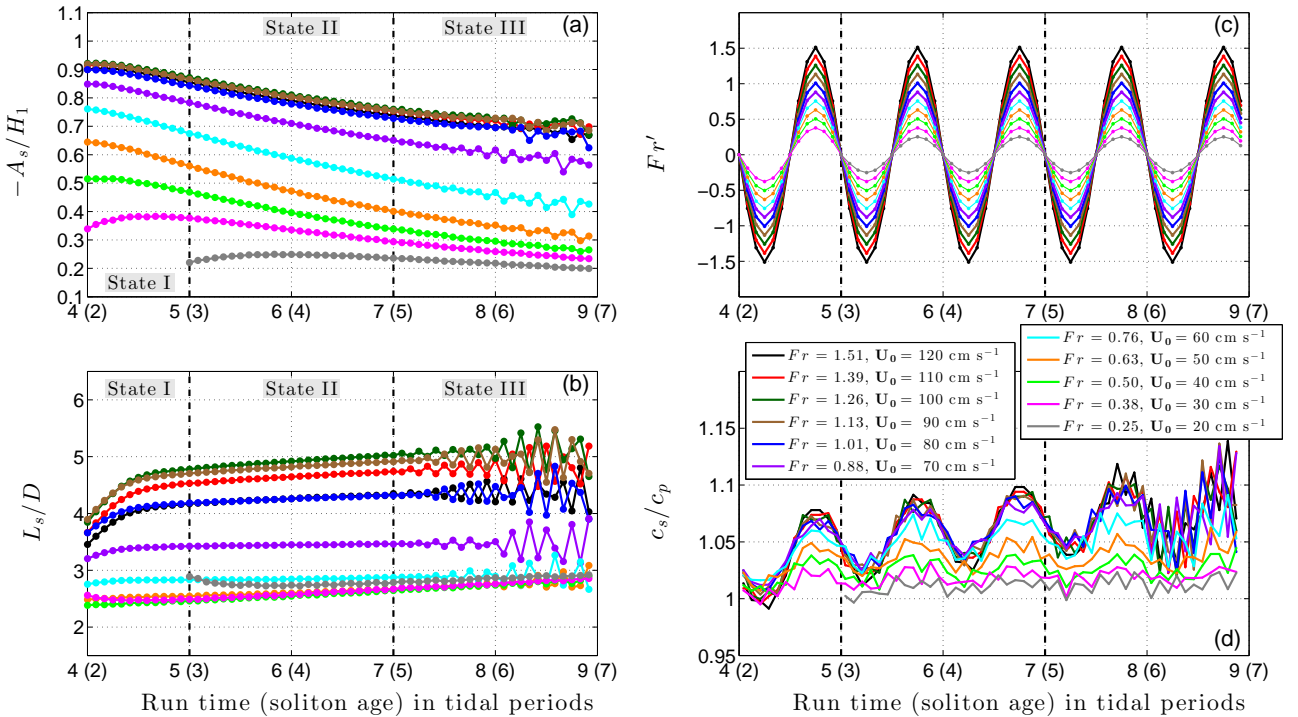 (a)
State II
State III
1.1
1
0.9
0.8
0.7
0.6
0.5
0.4
0.3
0.2
0.1
−A_s/H_1
State I
4 (2) 5 (3) 6 (4) 7 (5) 8 (6) 9 (7)
(c)
1.5
1
0.5
0
−0.5
−1
−1.5
Fr′
4 (2) 5 (3) 6 (4) 7 (5) 8 (6) 9 (7)
State I
State II
State III
(b)
6
5
4
3
2
L_s/D
4 (2) 5 (3) 6 (4) 7 (5) 8 (6) 9 (7)
Run time (soliton age) in tidal periods
Fr = 1.51, U₀ = 120 cm s⁻¹
Fr = 1.39, U₀ = 110 cm s⁻¹
Fr = 1.26, U₀ = 100 cm s⁻¹
Fr = 1.13, U₀ = 90 cm s⁻¹
Fr = 1.01, U₀ = 80 cm s⁻¹
Fr = 0.88, U₀ = 70 cm s⁻¹
Fr = 0.76, U₀ = 60 cm s⁻¹
Fr = 0.63, U₀ = 50 cm s⁻¹
Fr = 0.50, U₀ = 40 cm s⁻¹
Fr = 0.38, U₀ = 30 cm s⁻¹
Fr = 0.25, U₀ = 20 cm s⁻¹
1.15
1.1
1.05
1
0.95
c_s/c_p
(d)
4 (2) 5 (3) 6 (4) 7 (5) 8 (6) 9 (7)
Run time (soliton age) in tidal periods